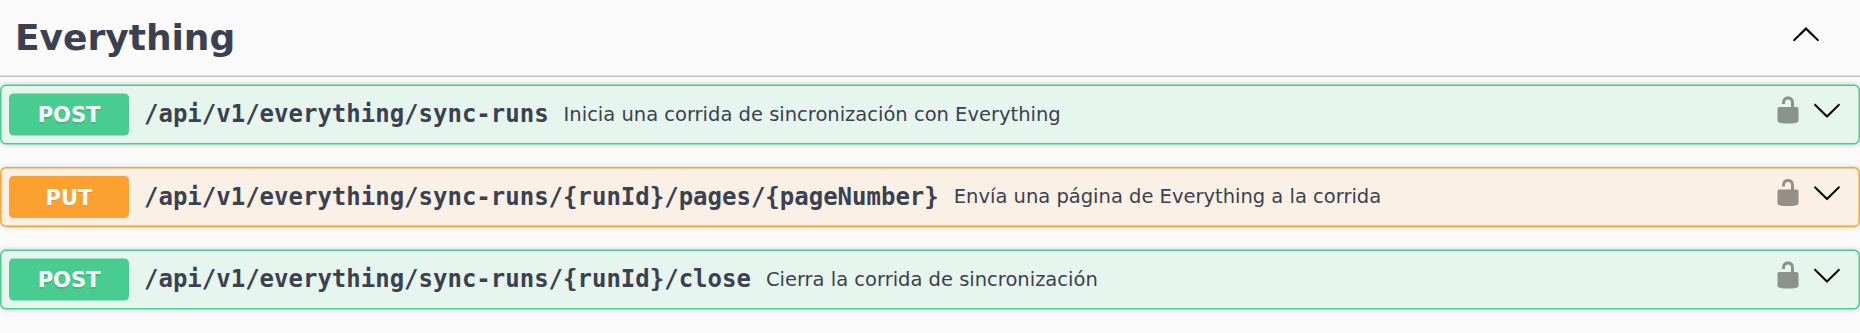 Everything
POST /api/v1/everything/sync-runs Inicia una corrida de sincronización con Everything
PUT /api/v1/everything/sync-runs/{runId}/pages/{pageNumber} Envía una página de Everything a la corrida
POST /api/v1/everything/sync-runs/{runId}/close Cierra la corrida de sincronización